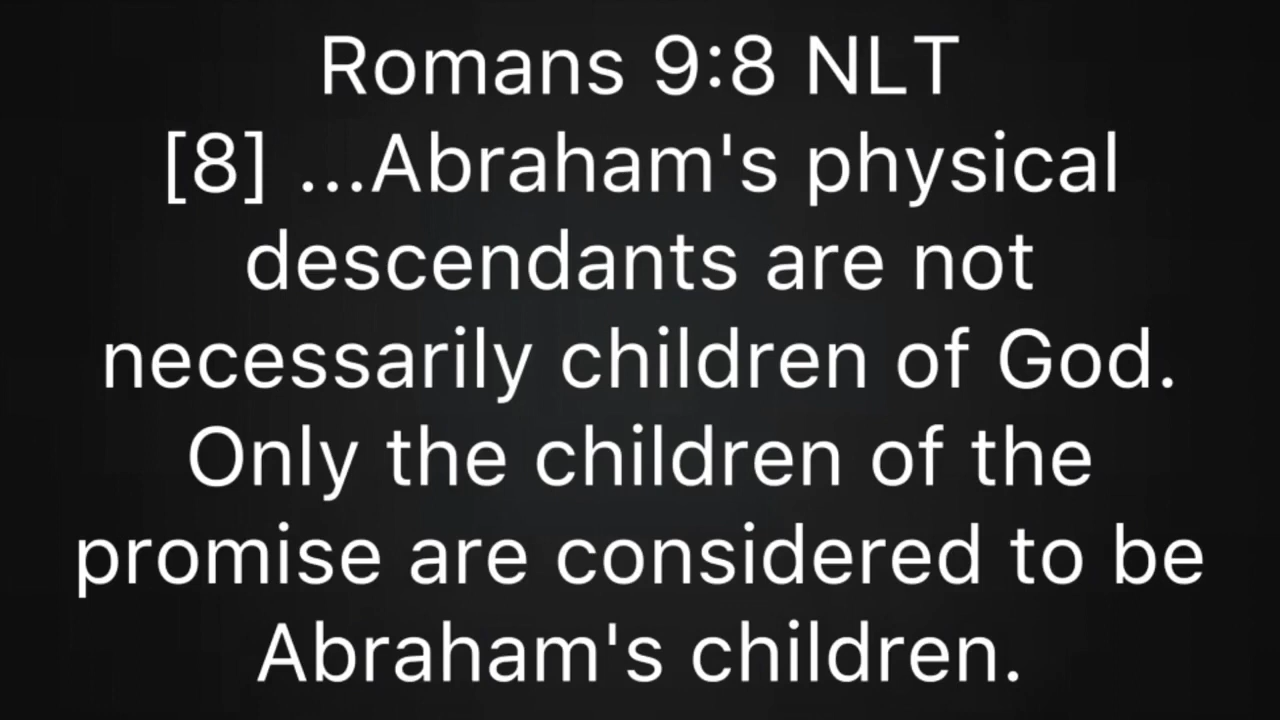 Romans 9:8 NLT
[8] ...Abraham's physical
descendants are not
necessarily children of God.
Only the children of the
promise are considered to be
Abraham's children.